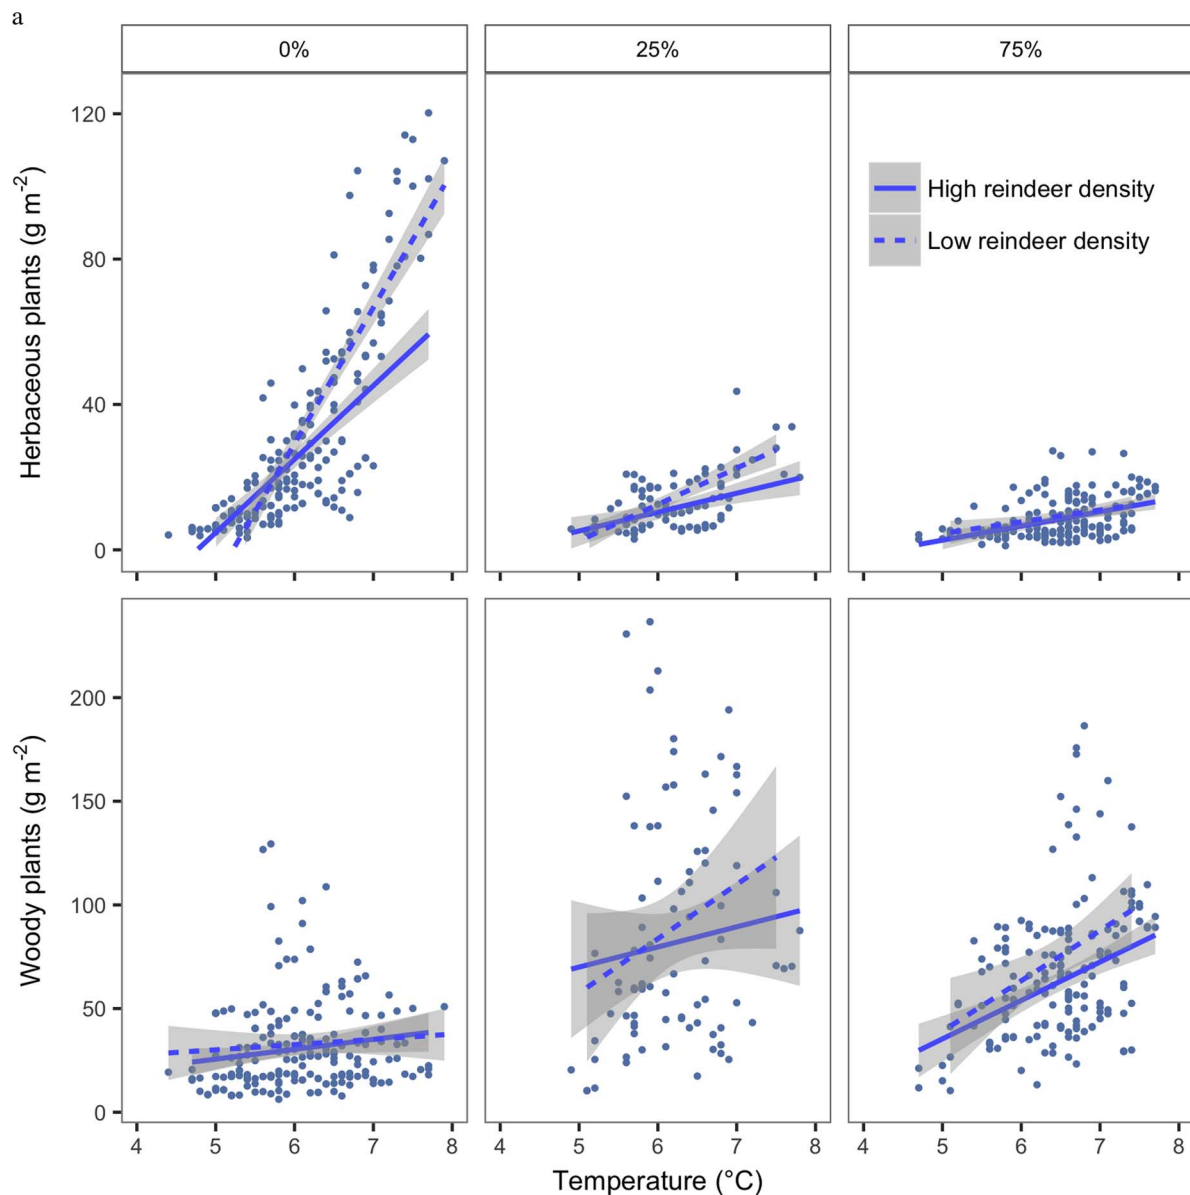 a
0% 25% 75%
120
80
40
0
Herbaceous plants (g m⁻²)
High reindeer density
Low reindeer density
200
150
100
50
0
Woody plants (g m⁻²)
4 5 6 7 8 4 5 6 7 8 4 5 6 7 8
Temperature (°C)